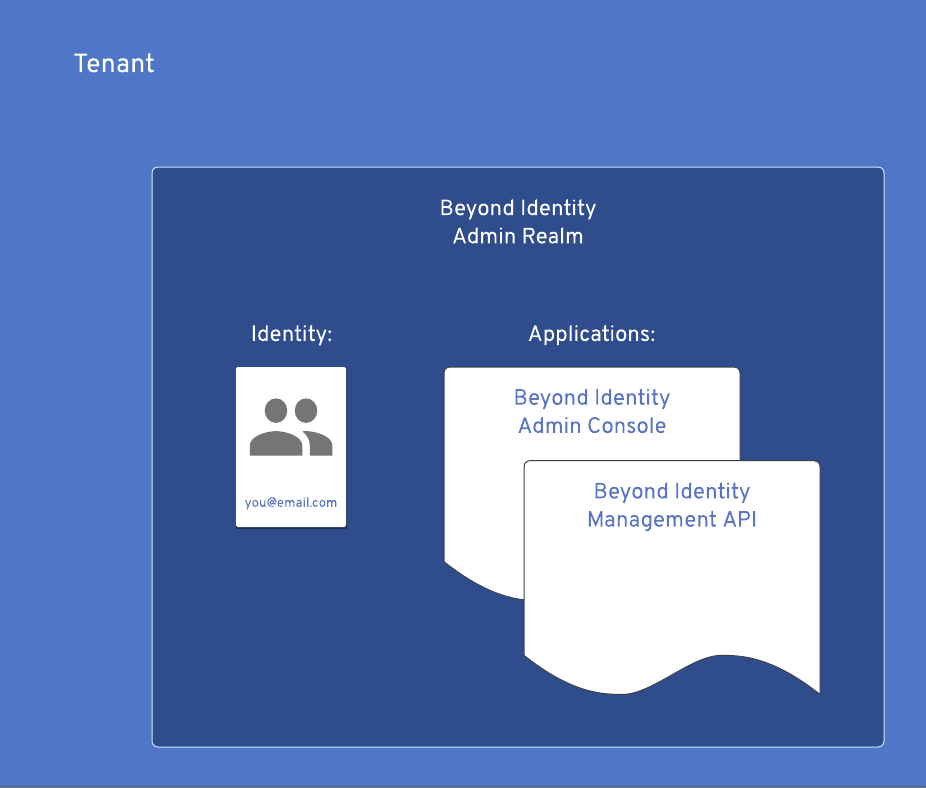 Tenant
Beyond Identity
Admin Realm
Identity:
Applications:
you@email.com
Beyond Identity
Admin Console
Beyond Identity
Management API